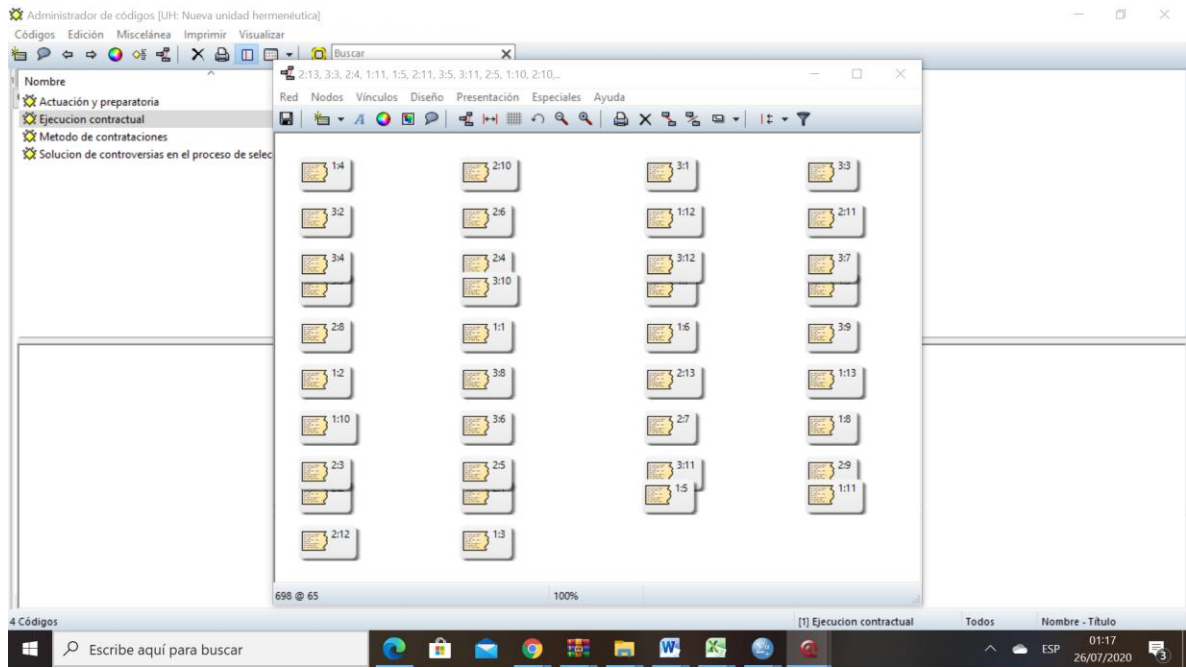 Administrador de códigos [UH: Nueva unidad hermenéutica]
Códigos Edición Miscelánea Imprimir Visualizar
Buscar
Nombre
Actuación y preparatoria
Ejecucion contractual
Metodo de contrataciones
Solucion de controversias en el proceso de selec
2:13, 3:3, 2:4, 1:11, 1:5, 2:11, 3:5, 3:11, 2:5, 1:10, 2:10,...
Red Nodos Vínculos Diseño Presentación Especiales Ayuda
1:4 2:10 3:1 3:3
3:2 2:6 1:12 2:11
3:4 2:4 3:12 3:7
3:10
2:8 1:1 1:6 3:9
1:2 3:8 2:13 1:13
1:10 3:6 2:7 1:8
2:3 2:5 3:11 2:9
1:5 1:11
2:12 1:3
698 @ 65 100%
4 Códigos [1] Ejecucion contractual Todos Nombre - Título
Escribe aquí para buscar ESP 01:17
26/07/2020